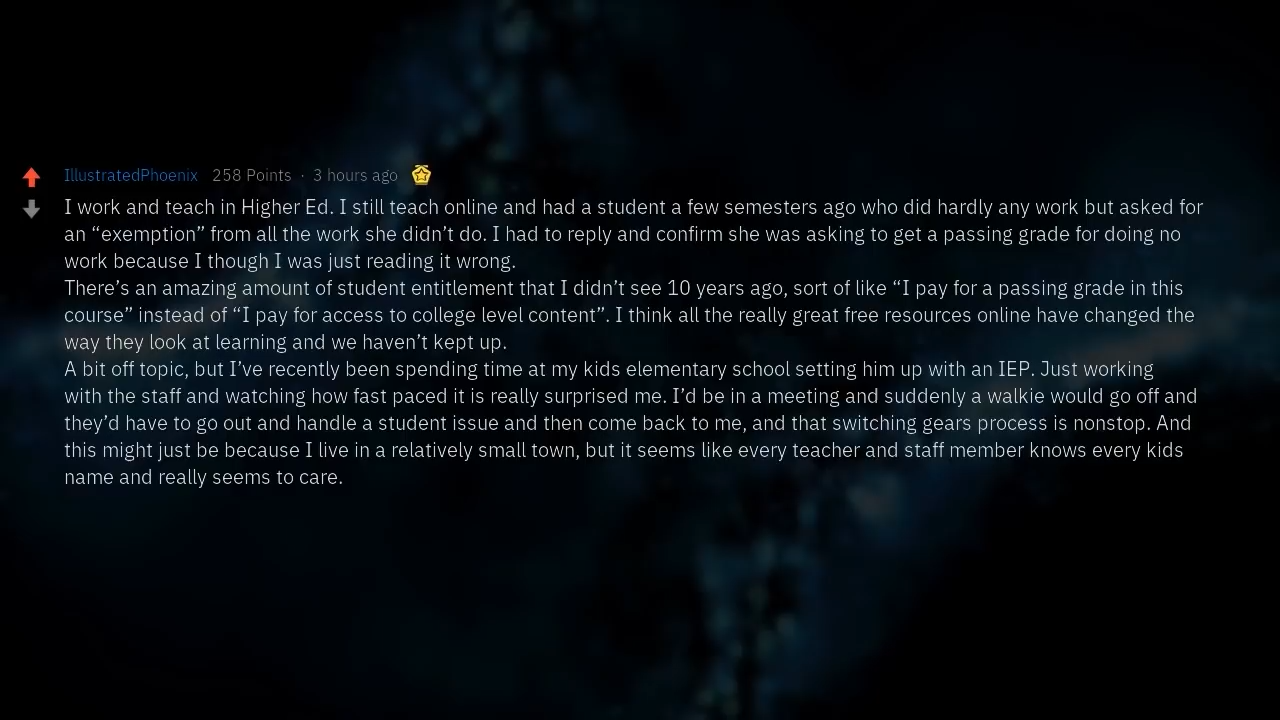 IllustratedPhoenix 258 Points · 3 hours ago
I work and teach in Higher Ed. I still teach online and had a student a few semesters ago who did hardly any work but asked for
an “exemption” from all the work she didn’t do. I had to reply and confirm she was asking to get a passing grade for doing no
work because I though I was just reading it wrong.
There’s an amazing amount of student entitlement that I didn’t see 10 years ago, sort of like “I pay for a passing grade in this
course” instead of “I pay for access to college level content”. I think all the really great free resources online have changed the
way they look at learning and we haven’t kept up.
A bit off topic, but I’ve recently been spending time at my kids elementary school setting him up with an IEP. Just working
with the staff and watching how fast paced it is really surprised me. I’d be in a meeting and suddenly a walkie would go off and
they’d have to go out and handle a student issue and then come back to me, and that switching gears process is nonstop. And
this might just be because I live in a relatively small town, but it seems like every teacher and staff member knows every kids
name and really seems to care.